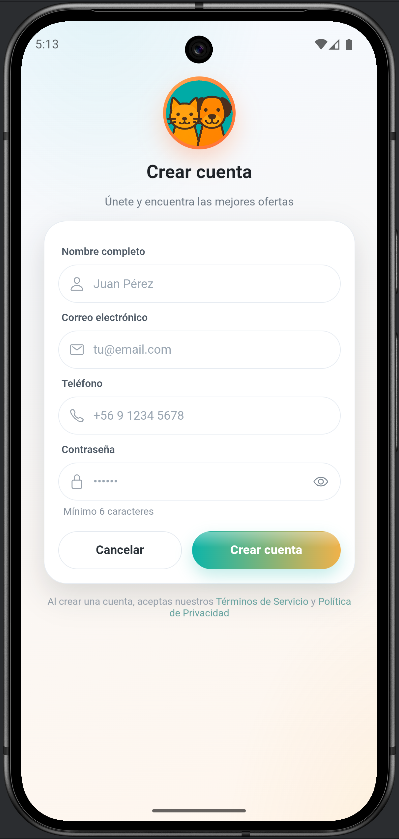 5:13
Crear cuenta
Únete y encuentra las mejores ofertas
Nombre completo
Juan Pérez
Correo electrónico
tu@email.com
Teléfono
+56 9 1234 5678
Contraseña
••••••
Mínimo 6 caracteres
Cancelar
Crear cuenta
Al crear una cuenta, aceptas nuestros Términos de Servicio y Política
de Privacidad